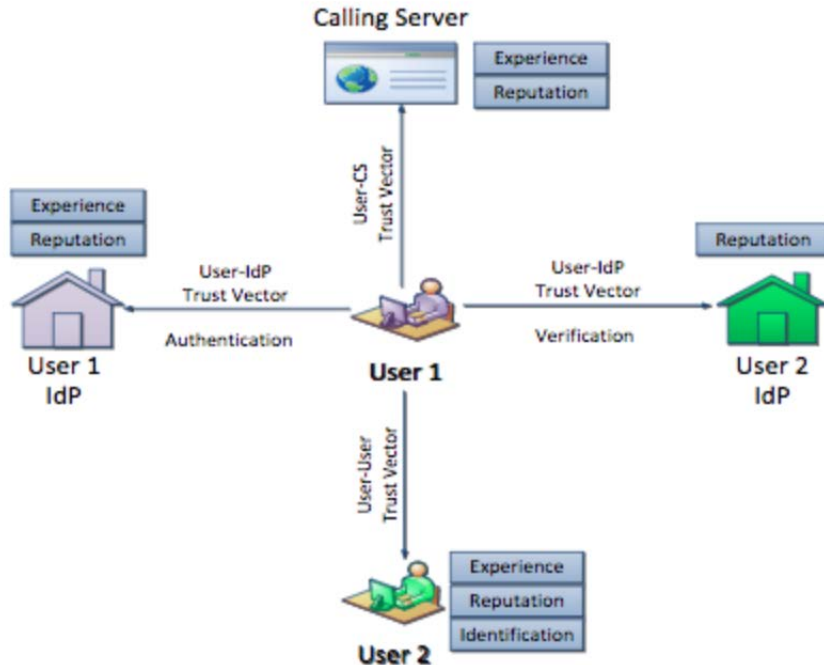 Calling Server
Experience
Reputation
User-CS
Trust Vector
Experience
Reputation
User-IdP
Trust Vector
Authentication
User 1
IdP
User 1
Reputation
User-IdP
Trust Vector
Verification
User 2
IdP
User-User
Trust Vector
Experience
Reputation
Identification
User 2